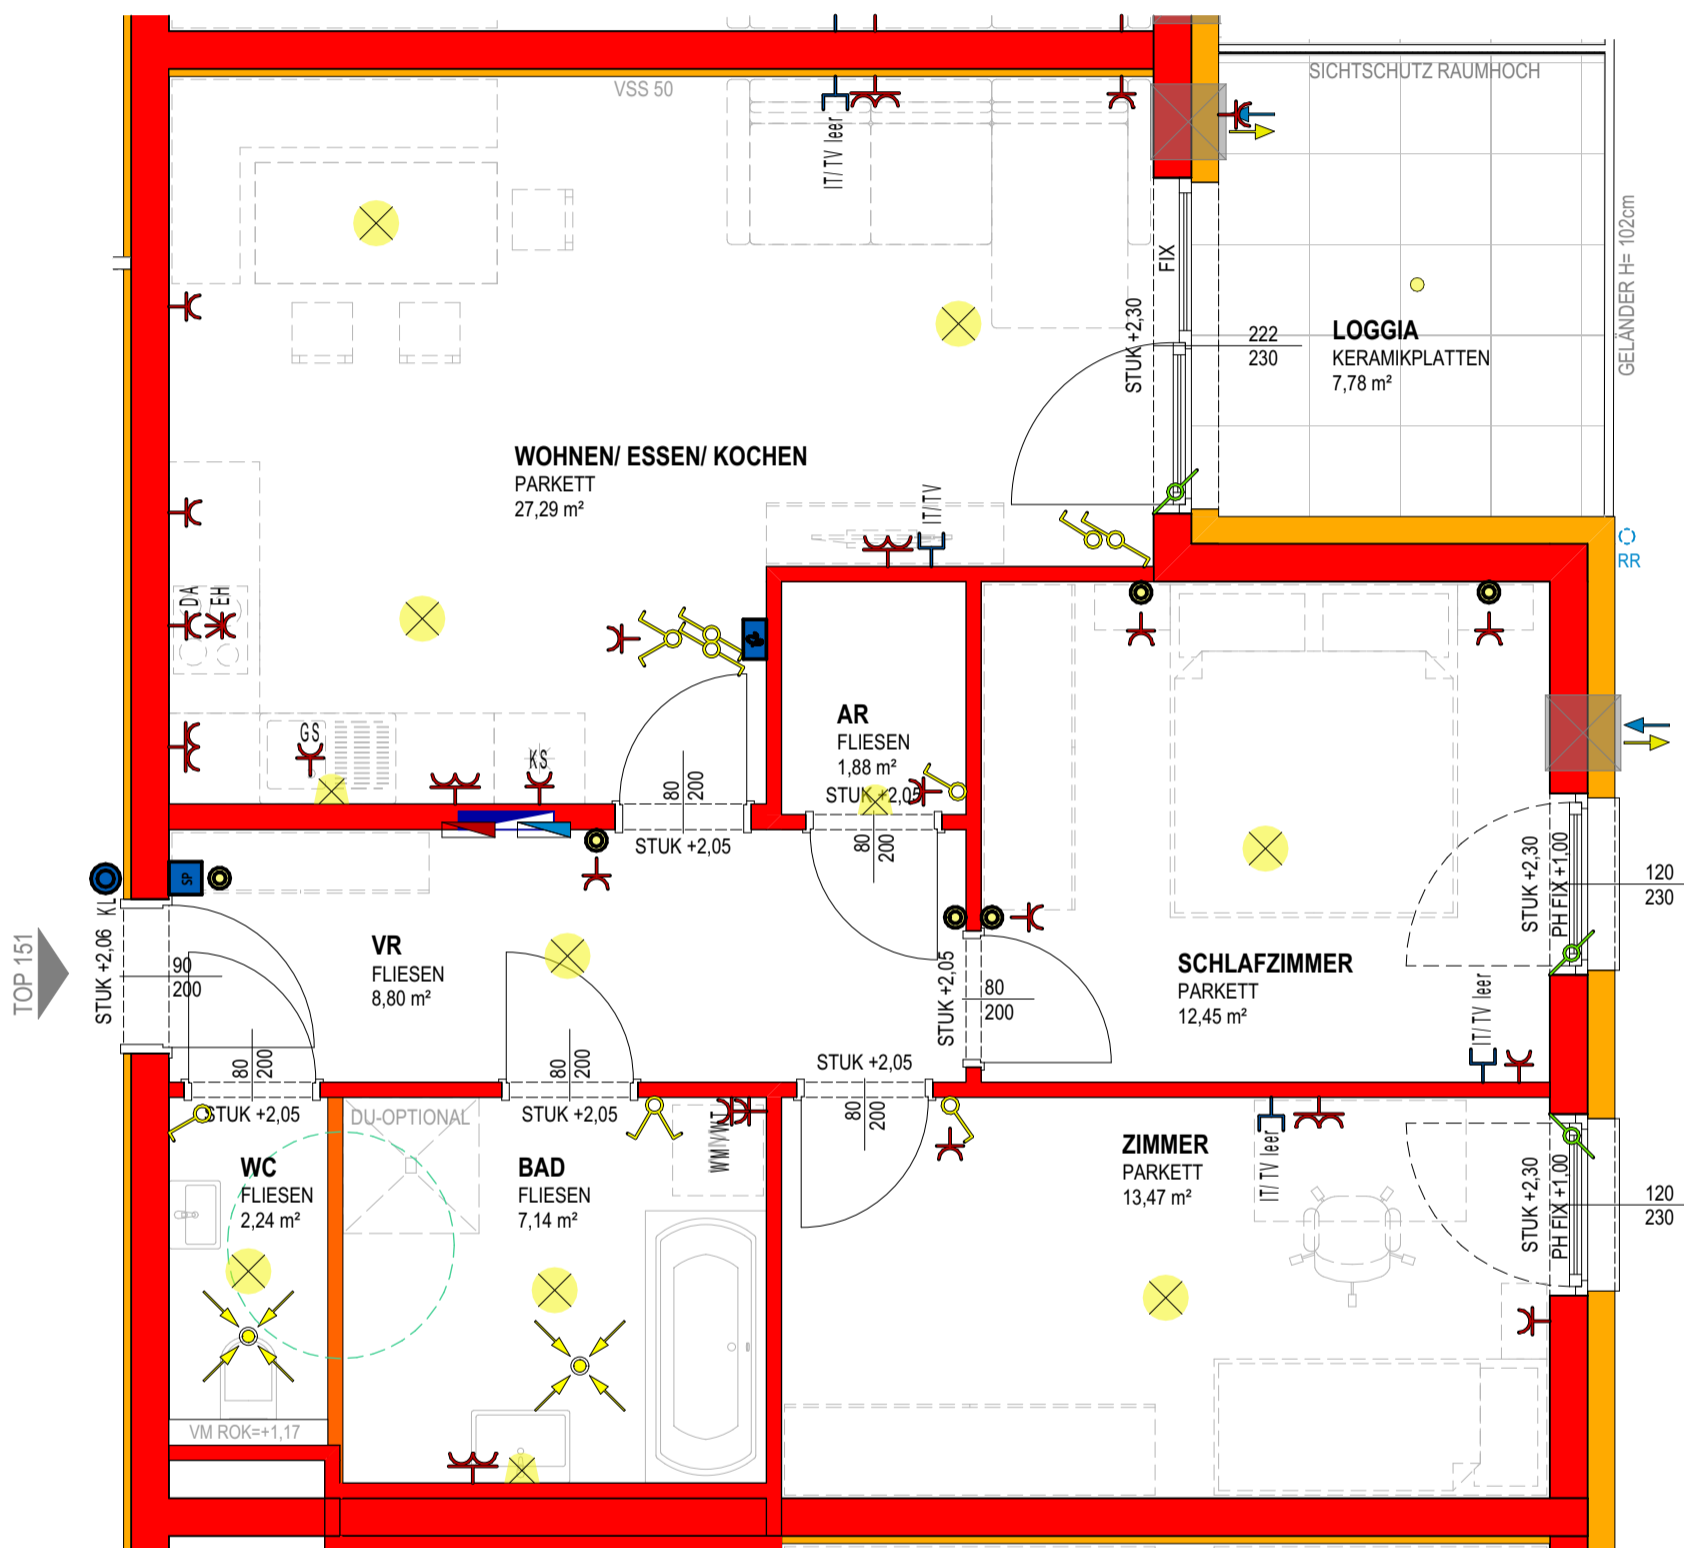 SICHTSCHUTZ RAUMHOCH
VSS 50
IT/TV leer
GELÄNDER H= 102cm
FIX
STUK +2,30
222
230
LOGGIA
KERAMIKPLATTEN
7,78 m²
WOHNEN/ ESSEN/ KOCHEN
PARKETT
27,29 m²
IT/TV
RR
DA
EH
GS
KS
80
200
STUK +2,05
AR
FLIESEN
1,88 m²
STUK +2,05
80
200
SP
KL
STUK +2,06
90
200
TOP 151
VR
FLIESEN
8,80 m²
STUK +2,05
80
200
SCHLAFZIMMER
PARKETT
12,45 m²
STUK +2,30
PH FIX +1,00
120
230
IT/TV leer
80
200
STUK +2,05
80
200
STUK +2,05
STUK +2,05
80
200
DU-OPTIONAL
WM/WT
WC
FLIESEN
2,24 m²
BAD
FLIESEN
7,14 m²
ZIMMER
PARKETT
13,47 m²
IT/TV leer
STUK +2,30
PH FIX +1,00
120
230
VM ROK=+1,17